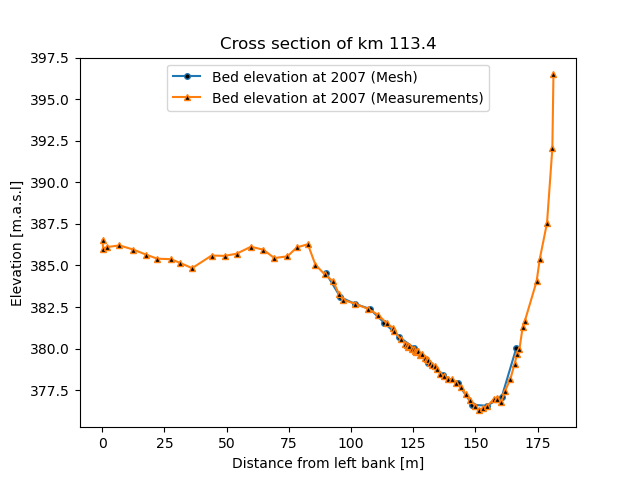 Cross section of km 113.4
Bed elevation at 2007 (Mesh)
Bed elevation at 2007 (Measurements)
Elevation [m.a.s.l]
397.5
395.0
392.5
390.0
387.5
385.0
382.5
380.0
377.5
0 25 50 75 100 125 150 175
Distance from left bank [m]